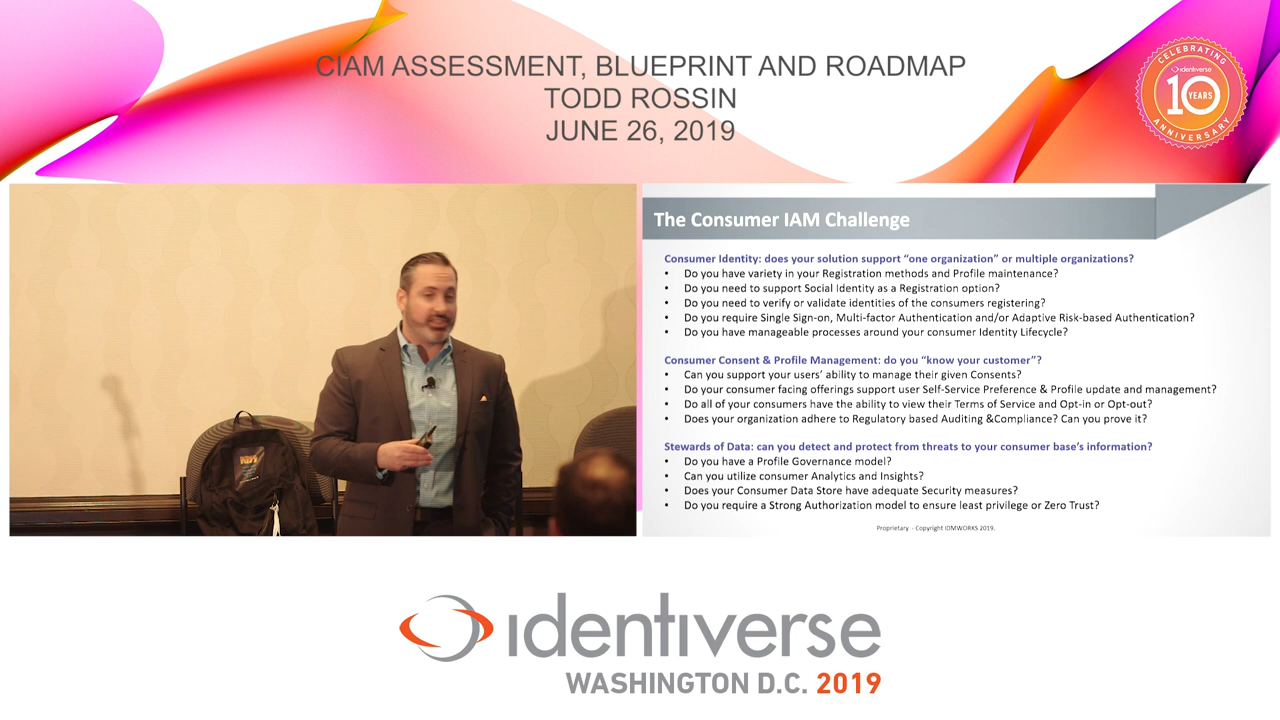 CIAM ASSESSMENT, BLUEPRINT AND ROADMAP
TODD ROSSIN
JUNE 26, 2019
CELEBRATING
identiverse
10 YEARS
ANNIVERSARY
The Consumer IAM Challenge
Consumer Identity: does your solution support “one organization” or multiple organizations?
• Do you have variety in your Registration methods and Profile maintenance?
• Do you need to support Social Identity as a Registration option?
• Do you need to verify or validate identities of the consumers registering?
• Do you require Single Sign-on, Multi-factor Authentication and/or Adaptive Risk-based Authentication?
• Do you have manageable processes around your consumer Identity Lifecycle?
Consumer Consent & Profile Management: do you “know your customer”?
• Can you support your users’ ability to manage their given Consents?
• Do your consumer facing offerings support user Self-Service Preference & Profile update and management?
• Do all of your consumers have the ability to view their Terms of Service and Opt-in or Opt-out?
• Does your organization adhere to Regulatory based Auditing &Compliance? Can you prove it?
Stewards of Data: can you detect and protect from threats to your consumer base’s information?
• Do you have a Profile Governance model?
• Can you utilize consumer Analytics and Insights?
• Does your Consumer Data Store have adequate Security measures?
• Do you require a Strong Authorization model to ensure least privilege or Zero Trust?
Proprietary - Copyright IDMWORKS 2019.
identiverse
WASHINGTON D.C. 2019